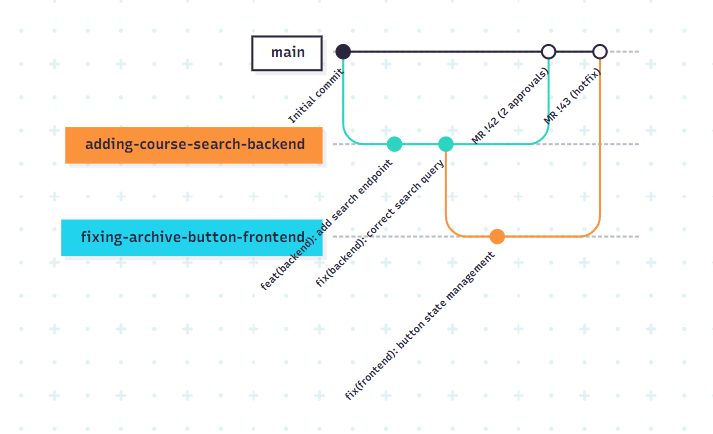 main
Initial commit
MR !42 (2 approvals)
MR !43 (hotfix)
adding-course-search-backend
feat(backend): add search endpoint
fix(backend): correct search query
fixing-archive-button-frontend
fix(frontend): button state management